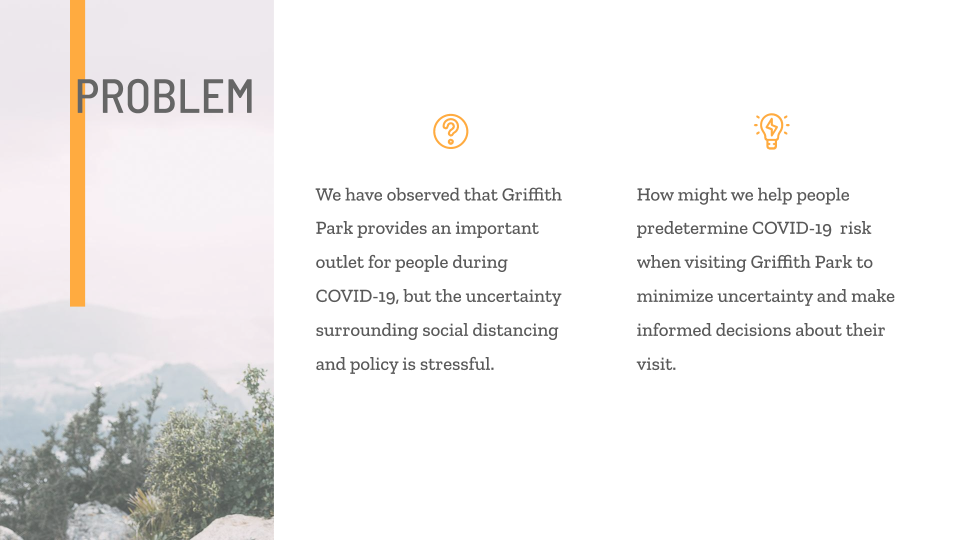 PROBLEM
We have observed that Griffith
Park provides an important
outlet for people during
COVID-19, but the uncertainty
surrounding social distancing
and policy is stressful.
How might we help people
predetermine COVID-19  risk
when visiting Griffith Park to
minimize uncertainty and make
informed decisions about their
visit.